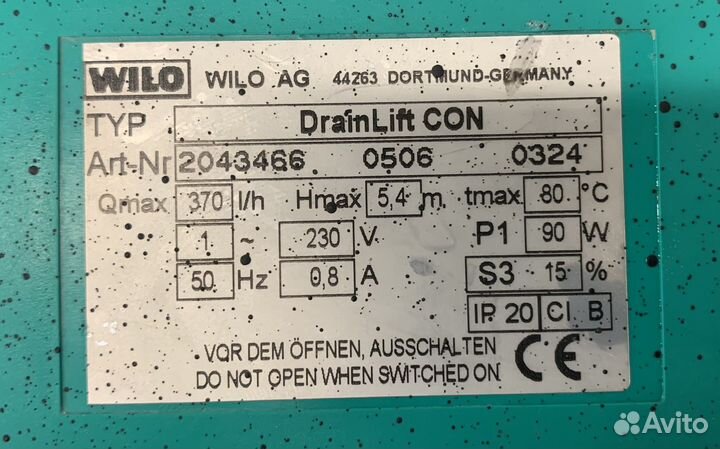 WILO WILO AG 44263 DORTMUND-GERMANY
TYP DrainLift CON
Art-Nr 2043466 0506 0324
Qmax 370 l/h Hmax 5,4 m tmax 80 °C
1 ~ 230 V P1 90 W
50 Hz 0,8 A S3 15 %
IP 20 Cl B
VOR DEM ÖFFNEN, AUSSCHALTEN
DO NOT OPEN WHEN SWITCHED ON CE
Avito